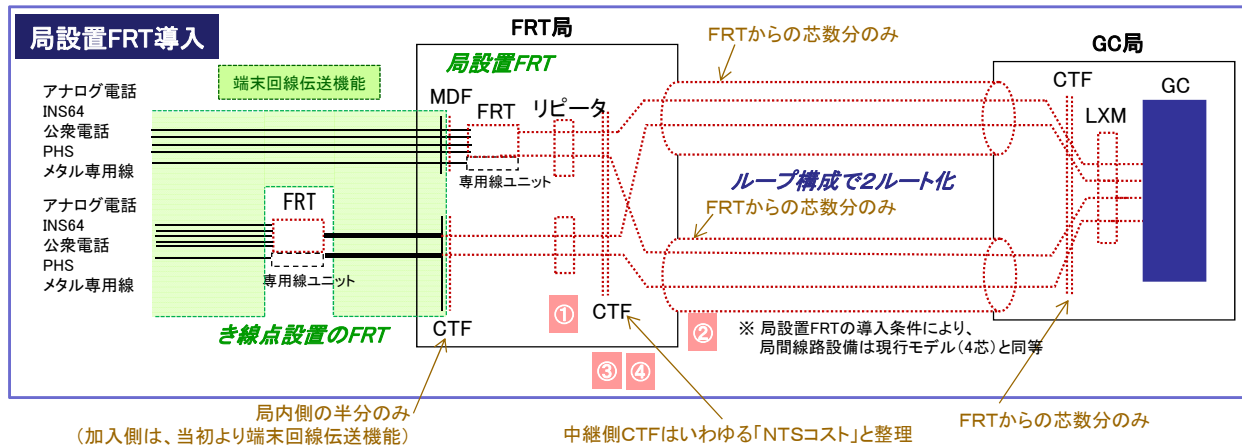 局設置FRT導入
FRT局
FRTからの芯数分のみ
GC局
端末回線伝送機能
局設置FRT
アナログ電話
INS64
公衆電話
PHS
メタル専用線
MDF
FRT
リピータ
CTF
GC
LXM
専用線ユニット
ループ構成で2ルート化
FRTからの芯数分のみ
アナログ電話
INS64
公衆電話
PHS
メタル専用線
FRT
専用線ユニット
き線点設置のFRT
CTF
①
CTF
②
③ ④
※ 局設置FRTの導入条件により、
局間線路設備は現行モデル(4芯)と同等
局内側の半分のみ
(加入側は、当初より端末回線伝送機能)
中継側CTFはいわゆる「NTSコスト」と整理
FRTからの芯数分のみ